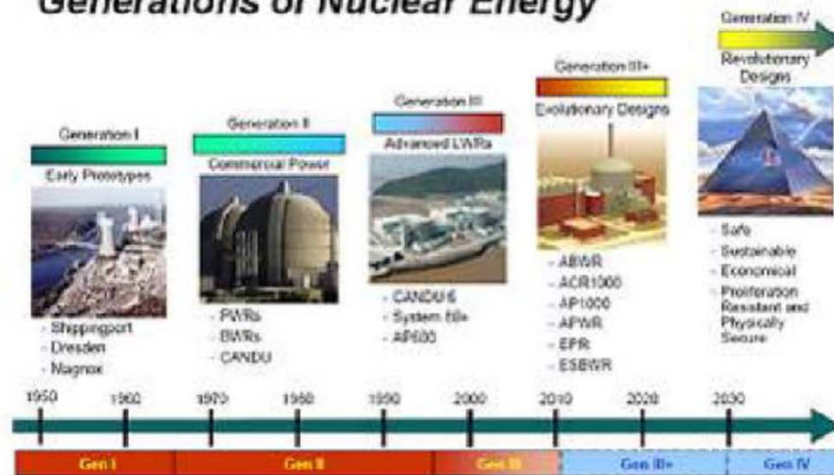 Generations of Nuclear Energy
Generation I
Early Prototypes
- Shippingport
- Dresden
- Magnox
Generation II
Commercial Power
- PWRs
- BWRs
- CANDU
Generation III
Advanced LWRs
- CANDU 6
- System 80+
- AP600
Generation III+
Evolutionary Designs
- ABWR
- ACR1000
- AP1000
- APWR
- EPR
- ESBWR
Generation IV
Revolutionary
Designs
- Safe
- Sustainable
- Economical
- Proliferation
Resistant and
Physically
Secure
1950 1960 1970 1980 1990 2000 2010 2020 2030
Gen I Gen II Gen III Gen III+ Gen IV